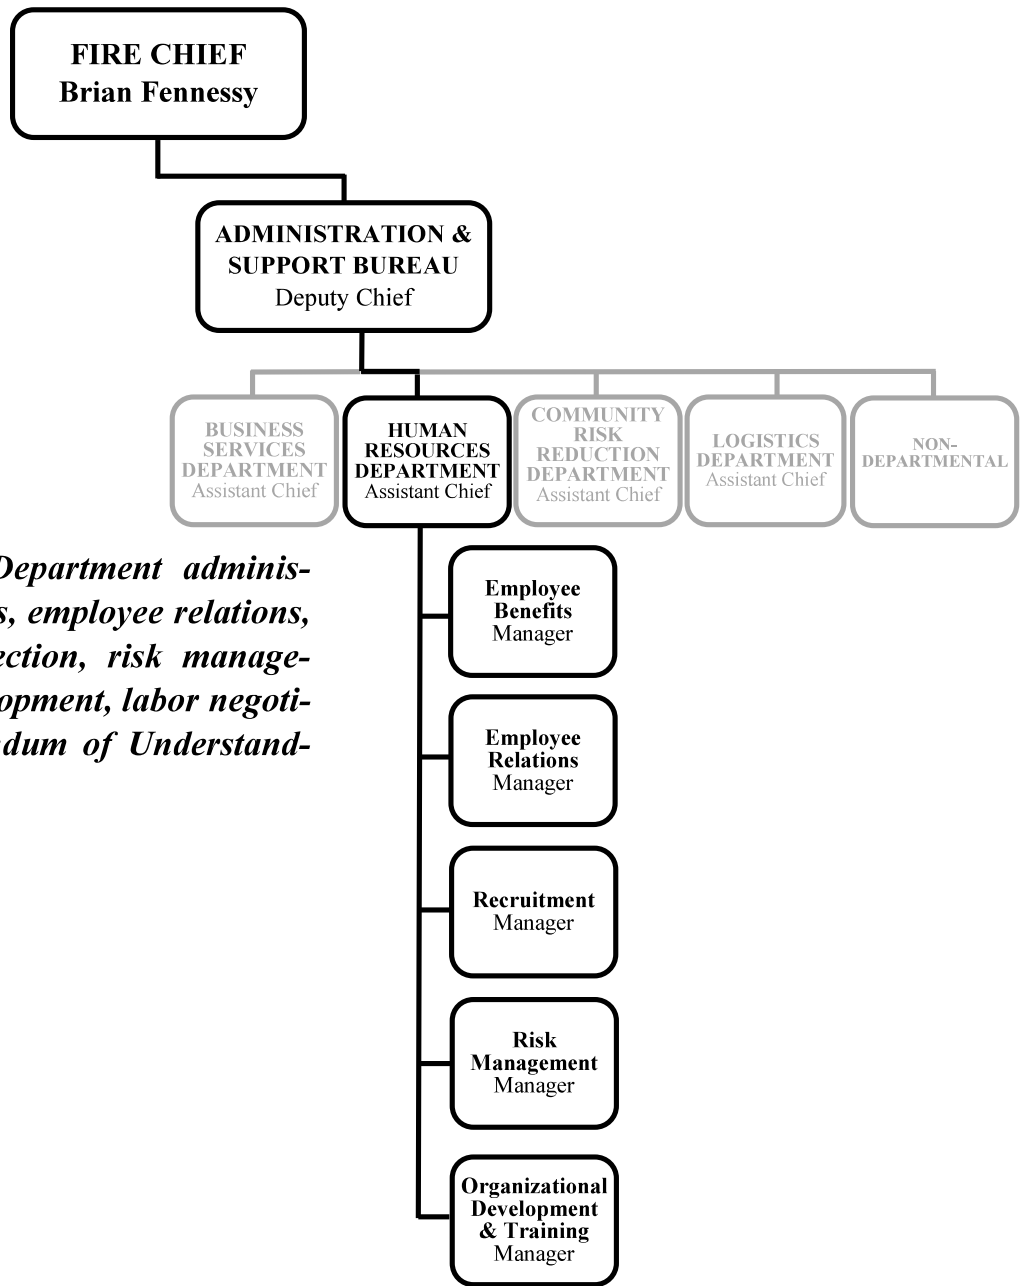 FIRE CHIEF
Brian Fennessy
ADMINISTRATION &
SUPPORT BUREAU
Deputy Chief
BUSINESS
SERVICES
DEPARTMENT
Assistant Chief
HUMAN
RESOURCES
DEPARTMENT
Assistant Chief
COMMUNITY
RISK
REDUCTION
DEPARTMENT
Assistant Chief
LOGISTICS
DEPARTMENT
Assistant Chief
NON-
DEPARTMENTAL
Department adminis-
s, employee relations,
ection, risk manage-
opment, labor negoti-
dum of Understand-
Employee
Benefits
Manager
Employee
Relations
Manager
Recruitment
Manager
Risk
Management
Manager
Organizational
Development
& Training
Manager